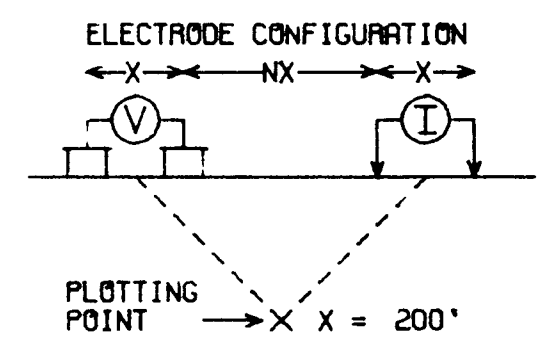 ELECTRODE CONFIGURATION
X NX X
V I
PLOTTING
POINT X = 200'